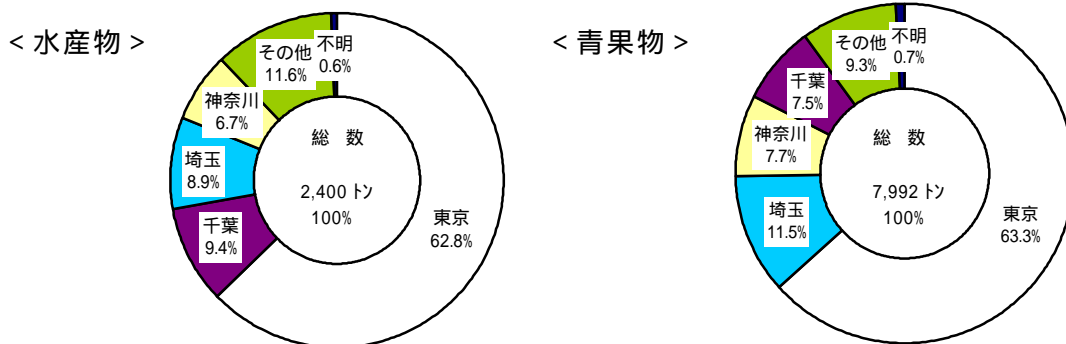 ＜水産物＞
不明
0.6%
その他
11.6%
神奈川
6.7%
埼玉
8.9%
千葉
9.4%
総 数
2,400 ﾄﾝ
100%
東京
62.8%
＜青果物＞
不明
0.7%
その他
9.3%
千葉
7.5%
神奈川
7.7%
埼玉
11.5%
総 数
7,992 ﾄﾝ
100%
東京
63.3%